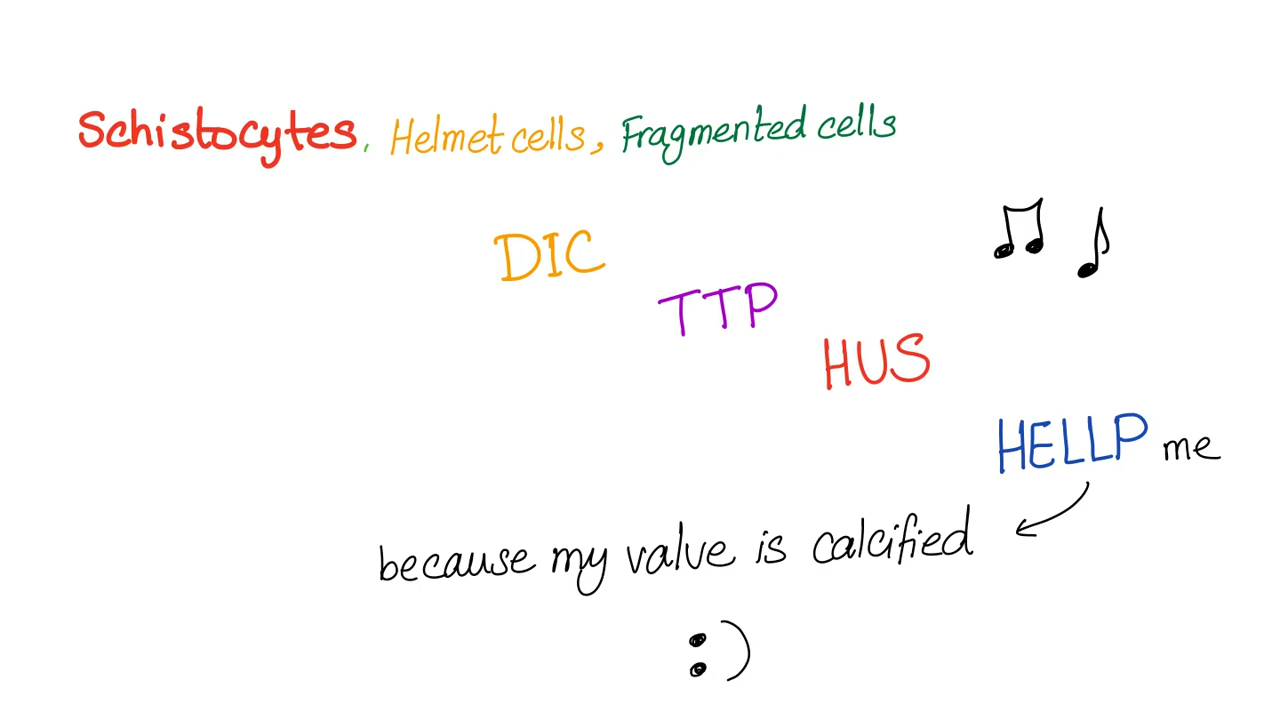 Schistocytes, Helmet cells, Fragmented cells
DIC
TTP
HUS
HELLP me
because my valve is calcified
:)